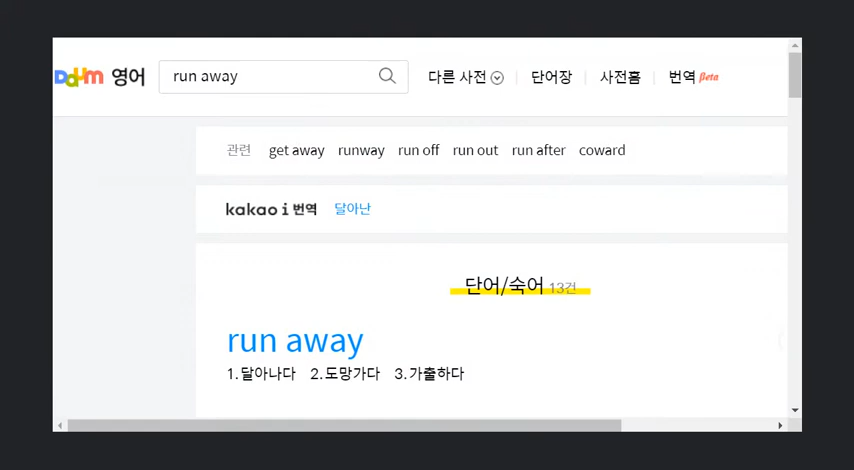 Daum 영어 run away 다른 사전 단어장 사전홈 번역 Beta
관련 get away runway run off run out run after coward
kakao i 번역 달아난
단어/숙어 13건
run away
1.달아나다 2.도망가다 3.가출하다